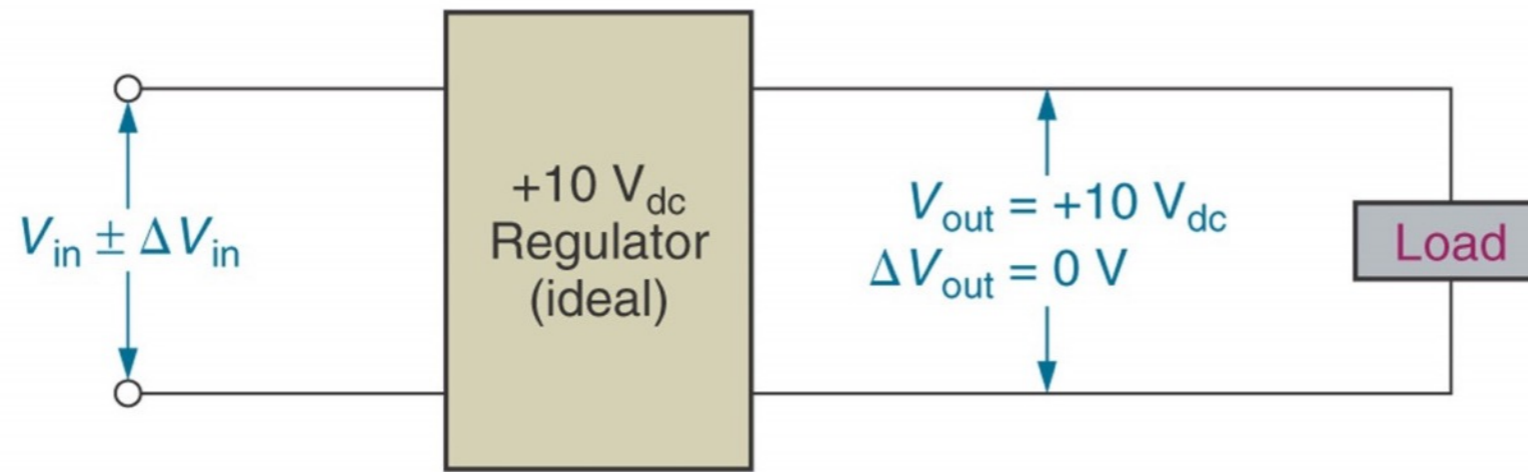 V_in ± ΔV_in
+10 V_dc
Regulator
(ideal)
V_out = +10 V_dc
ΔV_out = 0 V
Load